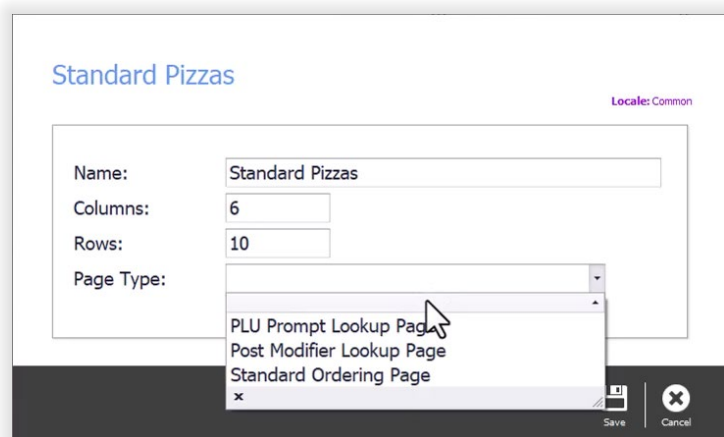 Standard Pizzas
Locale: Common
Name: Standard Pizzas
Columns: 6
Rows: 10
Page Type:
PLU Prompt Lookup Page
Post Modifier Lookup Page
Standard Ordering Page
Save Cancel